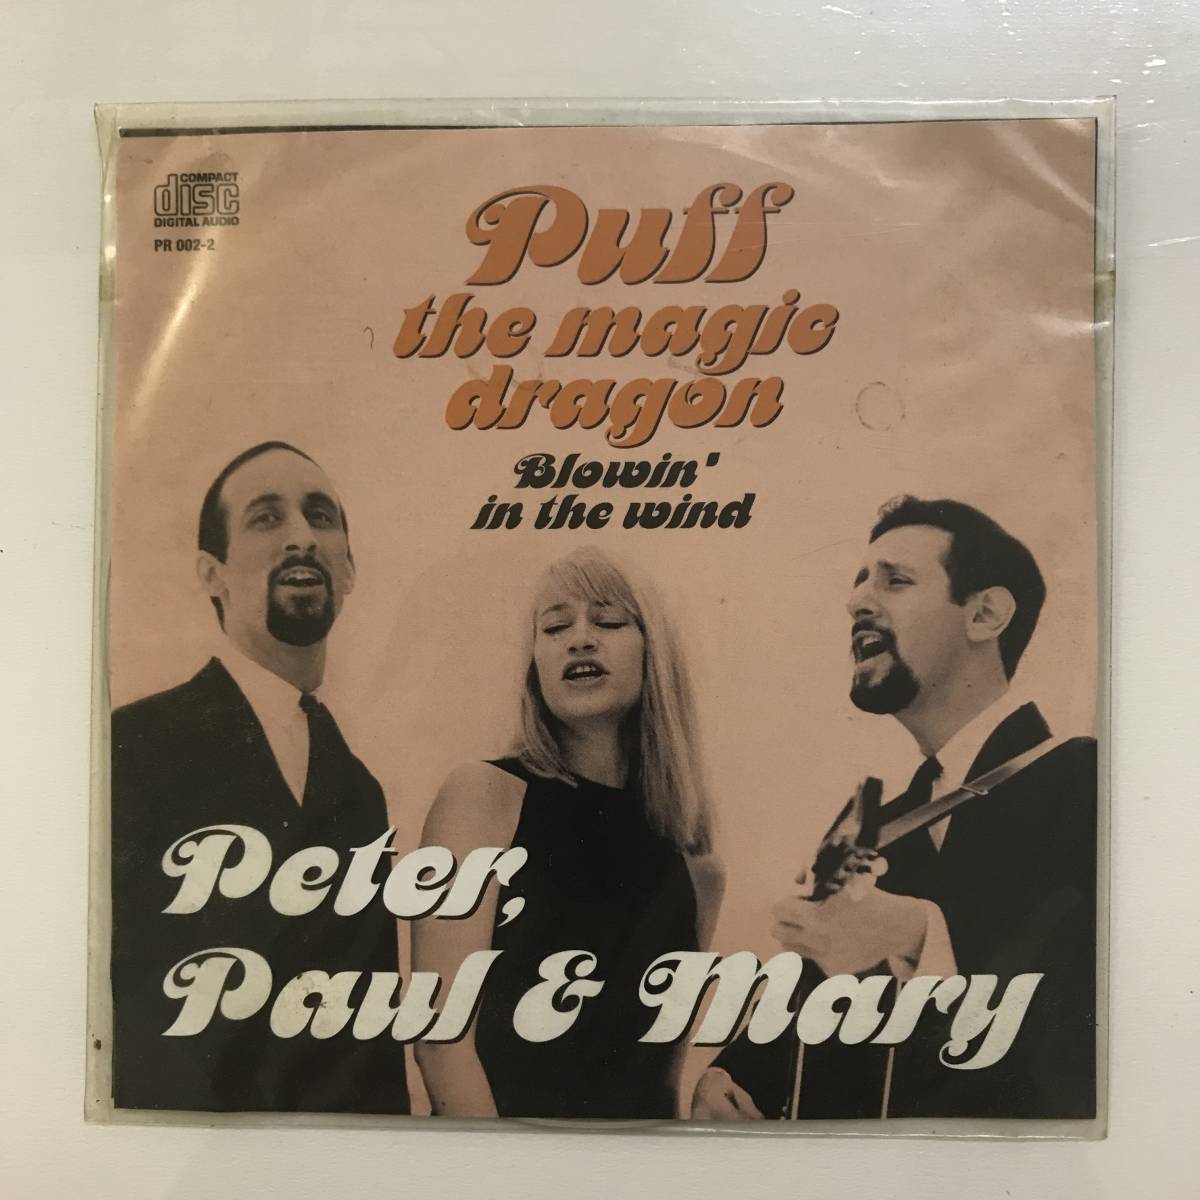 COMPACT
disc
DIGITAL AUDIO
PR 002-2
Puff
the magic
dragon
Blowin'
in the wind
Peter,
Paul & Mary